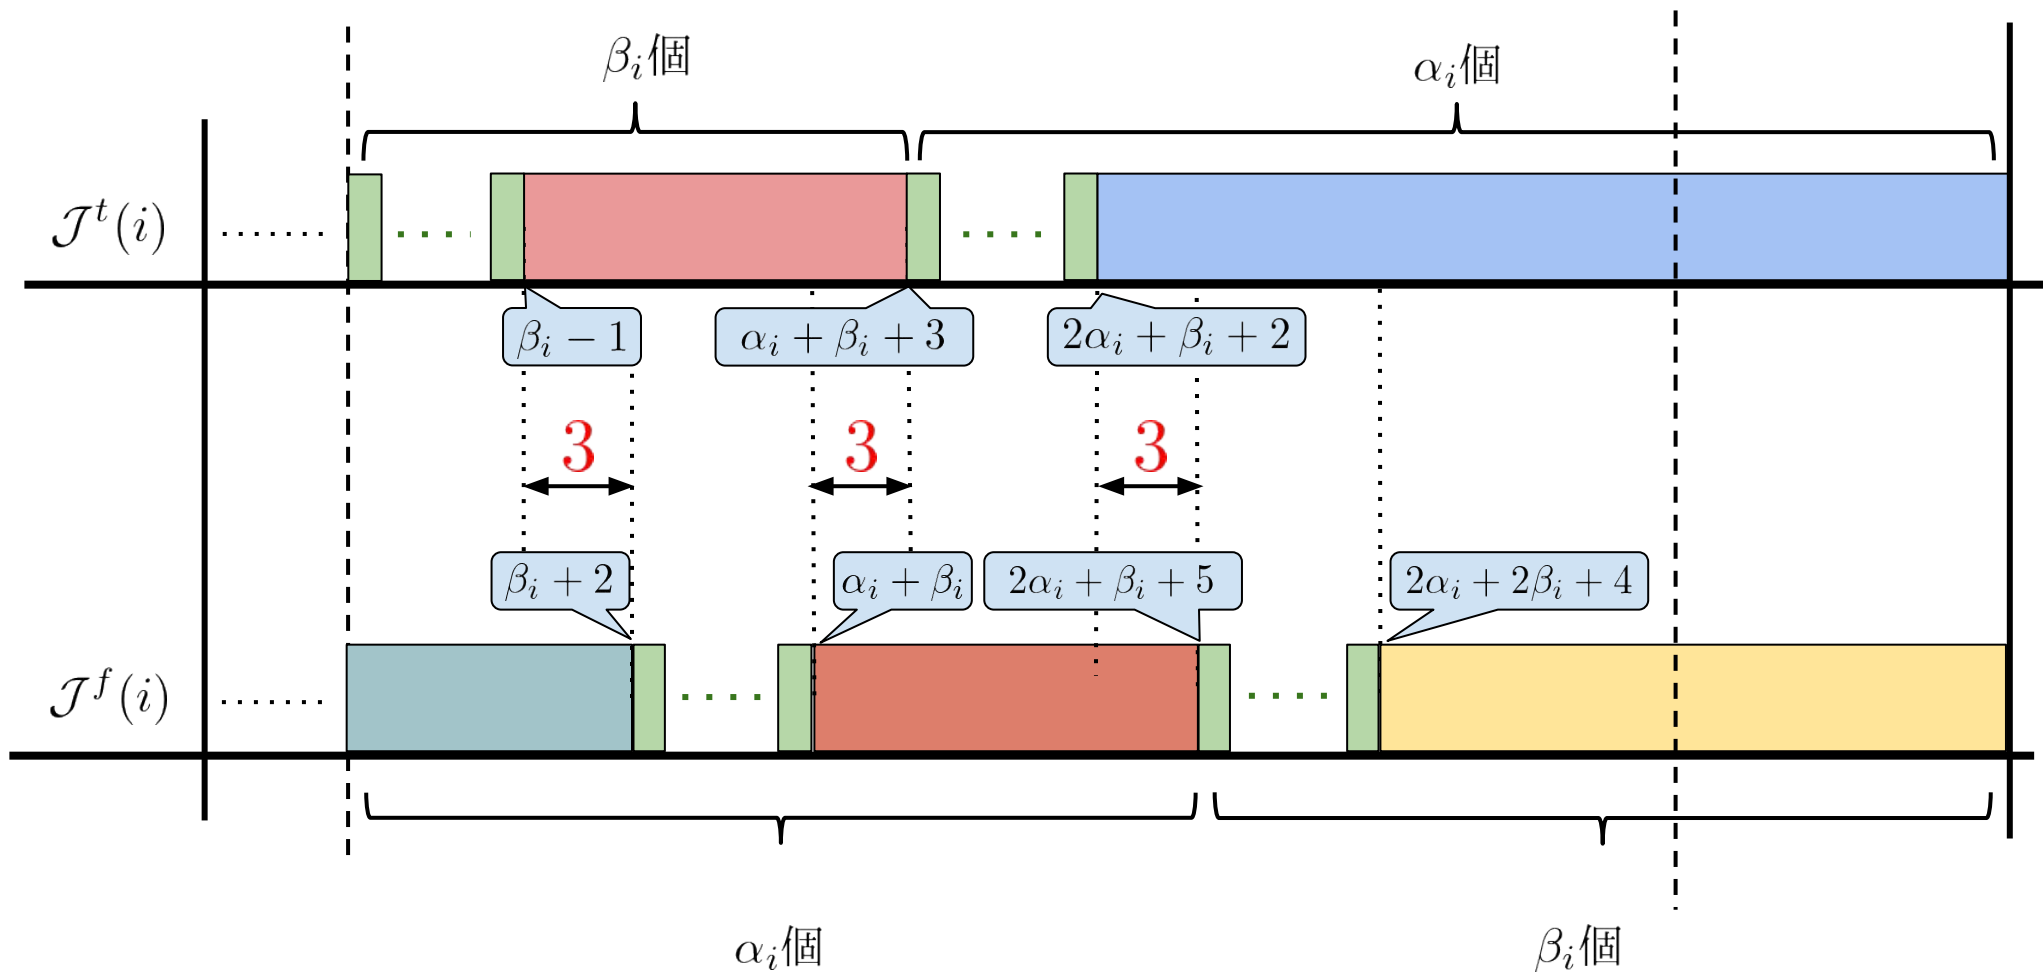 βᵢ個
αᵢ個
𝒥ᵗ(i)
βᵢ − 1
αᵢ + βᵢ + 3
2αᵢ + βᵢ + 2
3
3
3
βᵢ + 2
αᵢ + βᵢ
2αᵢ + βᵢ + 5
2αᵢ + 2βᵢ + 4
𝒥ᶠ(i)
αᵢ個
βᵢ個